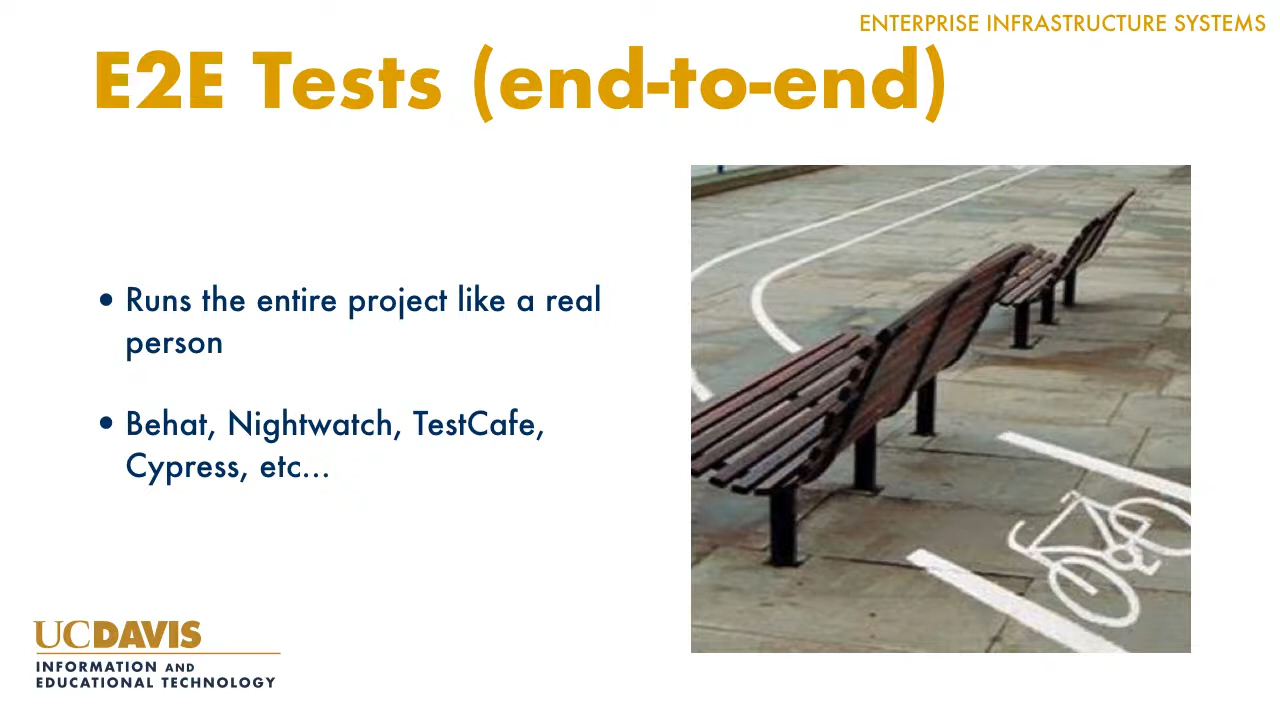 ENTERPRISE INFRASTRUCTURE SYSTEMS
E2E Tests (end-to-end)
• Runs the entire project like a real
person
• Behat, Nightwatch, TestCafe,
Cypress, etc...
UCDAVIS
INFORMATION AND
EDUCATIONAL TECHNOLOGY